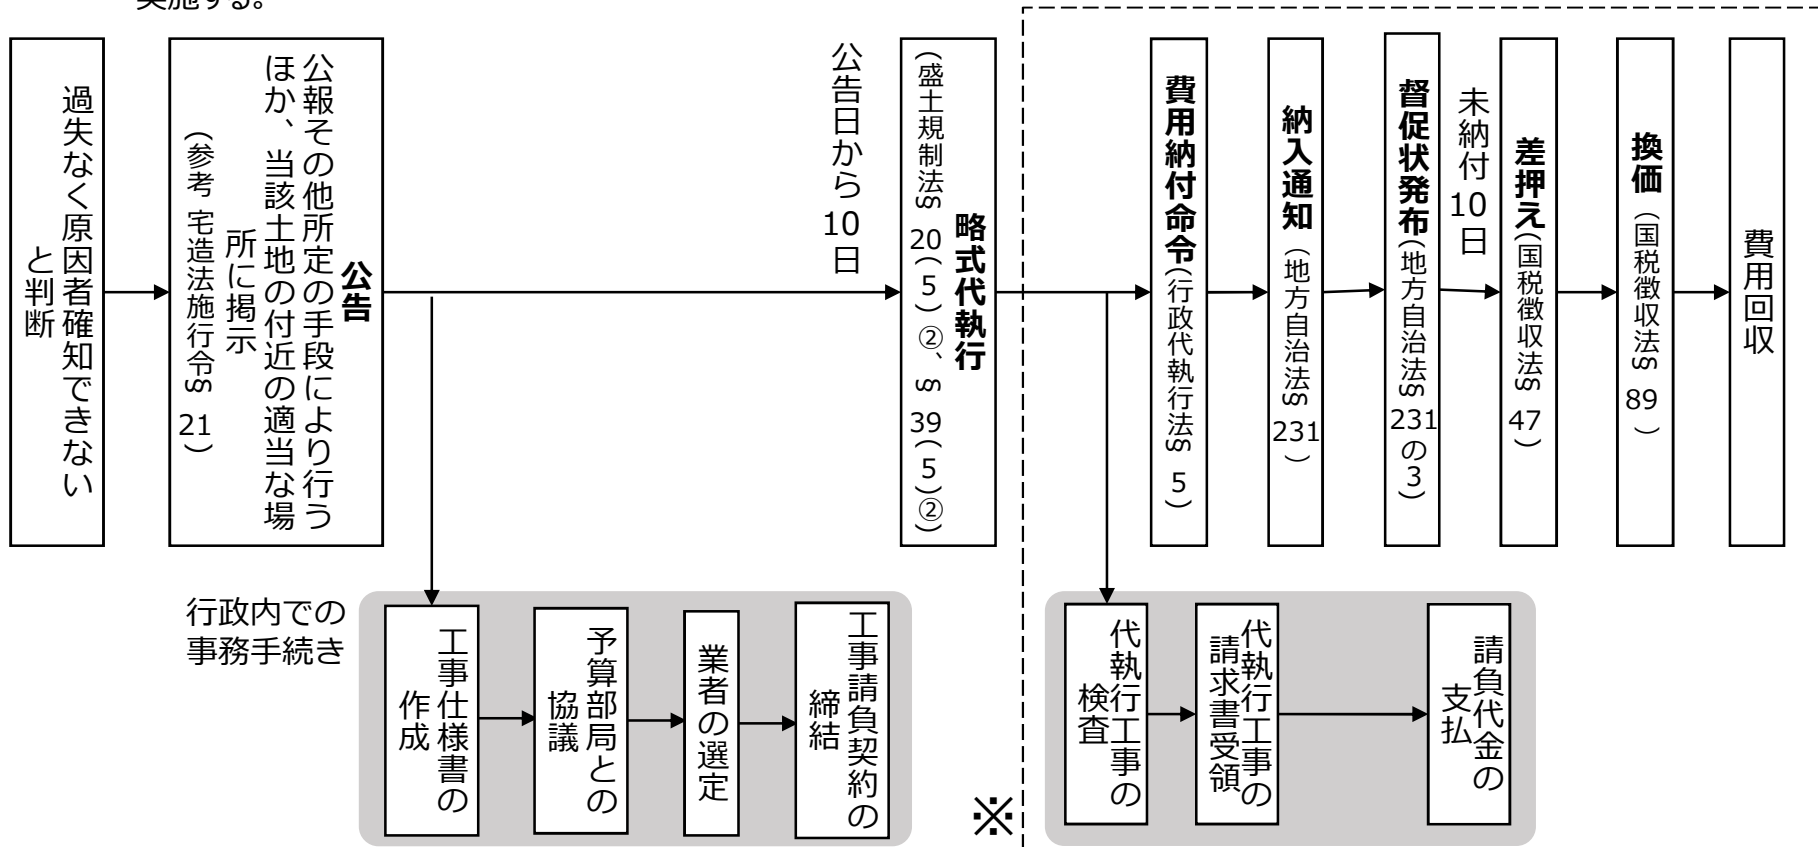 実施する。
過失なく原因者確知できない
と判断
公告
公報その他所定の手段により行う
ほか、当該土地の付近の適当な場
所に掲示
（参考 宅造法施行令§ 21）
公告日から10日
略式代執行
（盛土規制法§ 20（5）②、§ 39（5）②）
費用納付命令（行政代執行法§ 5）
納入通知（地方自治法§ 231）
督促状発布（地方自治法§ 231の3）
未納付10日
差押え（国税徴収法§ 47）
換価（国税徴収法§ 89）
費用回収
行政内での
事務手続き
工事仕様書の
作成
予算部局との
協議
業者の選定
工事請負契約の
締結
※
代執行工事の
検査
代執行工事の
請求書受領
請負代金の
支払